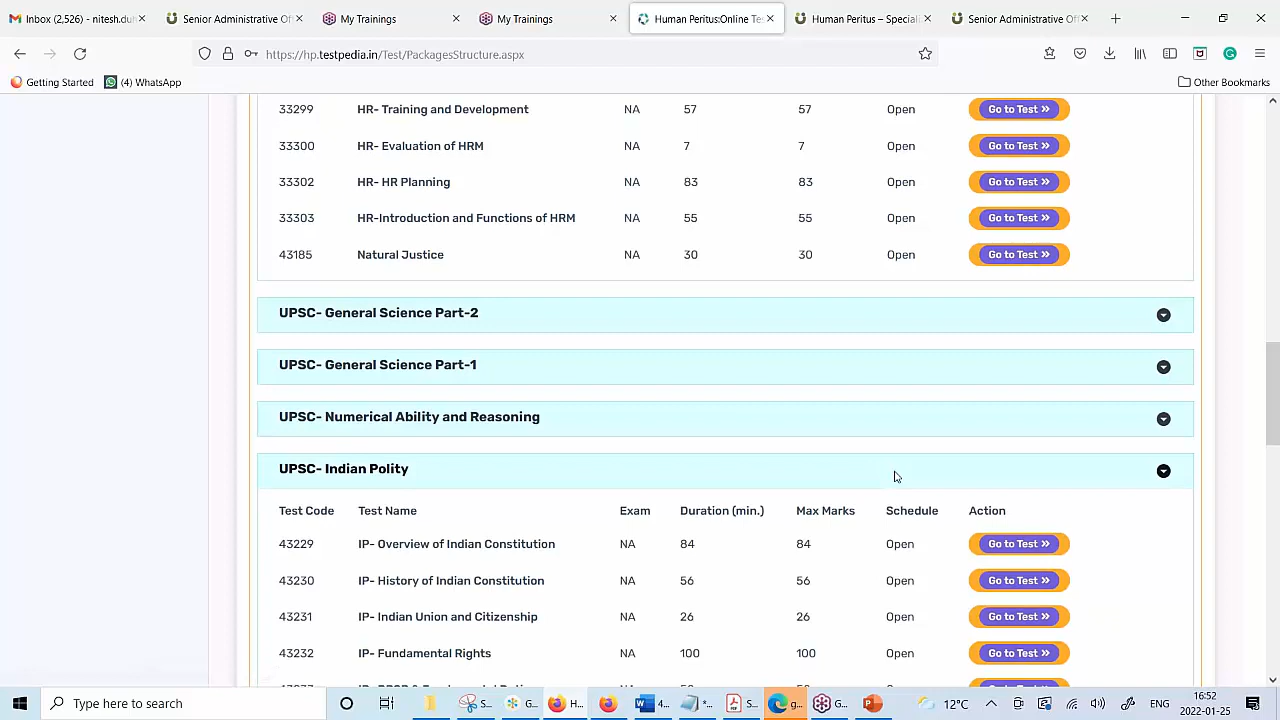 Inbox (2,526) - nitesh.duk
Senior Administrative Of
My Trainings
My Trainings
Human Peritus:Online Te
Human Peritus – Speciali
Senior Administrative Of
https://hp.testpedia.in/Test/PackagesStructure.aspx
Getting Started
(4) WhatsApp
Other Bookmarks
33299 HR- Training and Development NA 57 57 Open Go to Test »
33300 HR- Evaluation of HRM NA 7 7 Open Go to Test »
33302 HR- HR Planning NA 83 83 Open Go to Test »
33303 HR-Introduction and Functions of HRM NA 55 55 Open Go to Test »
43185 Natural Justice NA 30 30 Open Go to Test »
UPSC- General Science Part-2
UPSC- General Science Part-1
UPSC- Numerical Ability and Reasoning
UPSC- Indian Polity
Test Code Test Name Exam Duration (min.) Max Marks Schedule Action
43229 IP- Overview of Indian Constitution NA 84 84 Open Go to Test »
43230 IP- History of Indian Constitution NA 56 56 Open Go to Test »
43231 IP- Indian Union and Citizenship NA 26 26 Open Go to Test »
43232 IP- Fundamental Rights NA 100 100 Open Go to Test »
Type here to search
S...
G...
H...
4...
*...
S...
g...
G...
12°C
16:52
2022-01-25